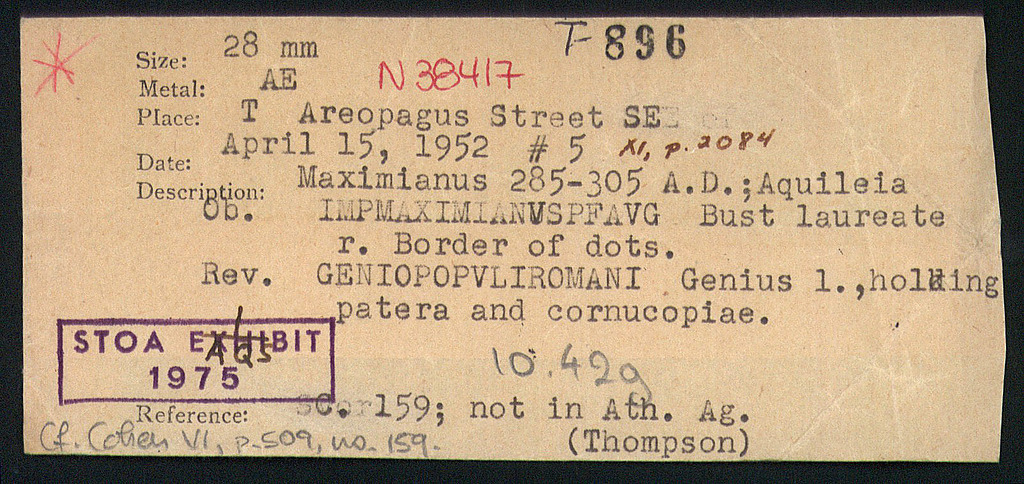 T-896
Size: 28 mm
Metal: AE N38417
Place: T Areopagus Street SE
Date: April 15, 1952 # 5 XI, p. 2084
Description: Maximianus 285-305 A.D.;Aquileia
Ob. IMPMAXIMIANVSPFAVG Bust laureate
r. Border of dots.
Rev. GENIOPOPVLIROMANI Genius l.,holding
patera and cornucopiae.
STOA EXHIBIT
AQS
1975
10.42g
Reference: C. 159; not in Ath. Ag.
(Thompson)
Cf. Cohen VI, p. 509, no. 159.